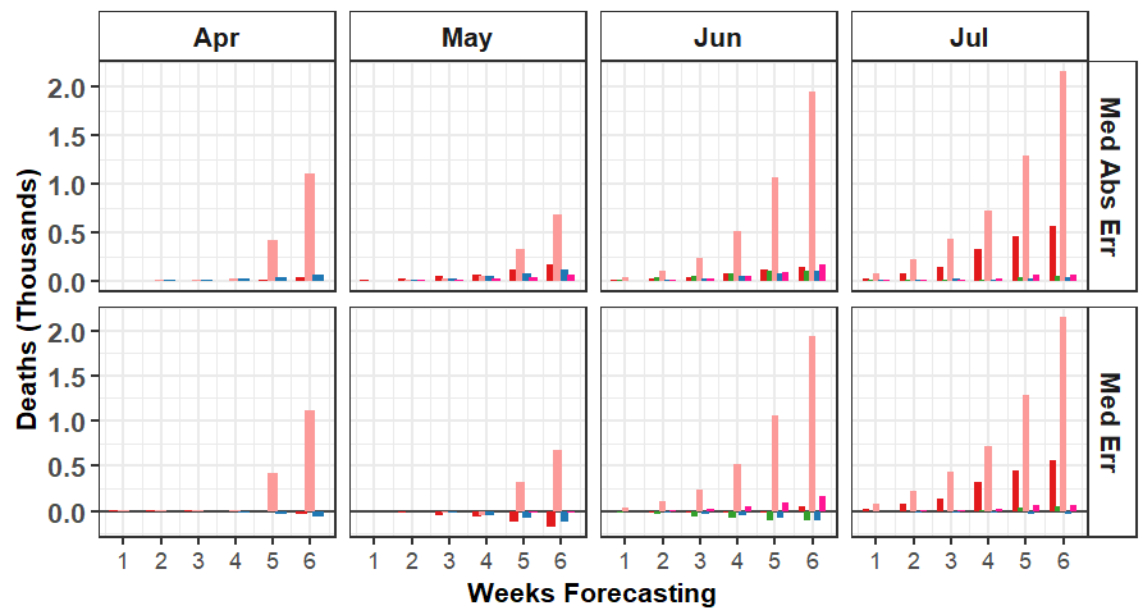 Apr May Jun Jul
2.0
1.5
1.0
0.5
0.0
Med Abs Err
2.0
1.5
1.0
0.5
0.0
Med Err
Deaths (Thousands)
1 2 3 4 5 6 1 2 3 4 5 6 1 2 3 4 5 6 1 2 3 4 5 6
Weeks Forecasting